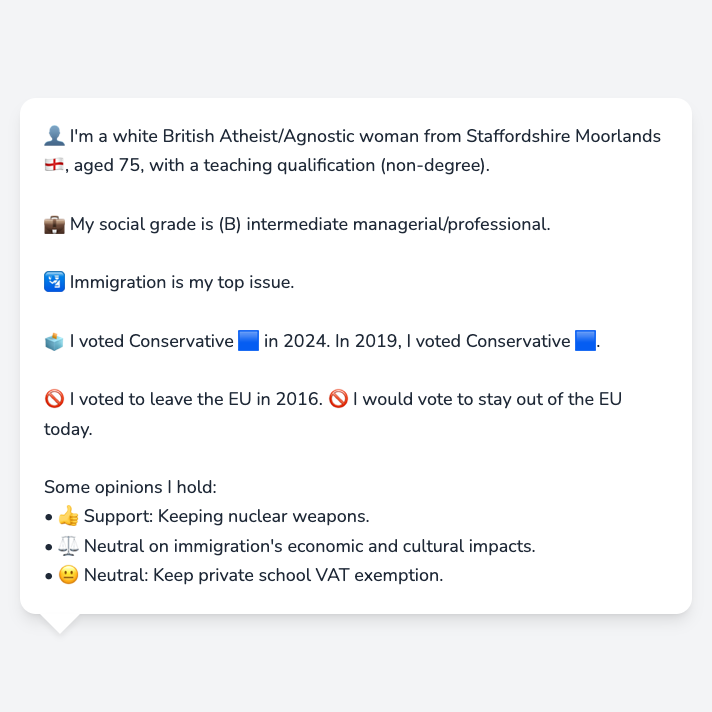 👤 I'm a white British Atheist/Agnostic woman from Staffordshire Moorlands
🏴󠁧󠁢󠁥󠁮󠁧󠁿, aged 75, with a teaching qualification (non-degree).
💼 My social grade is (B) intermediate managerial/professional.
🛂 Immigration is my top issue.
🗳️ I voted Conservative 🟦 in 2024. In 2019, I voted Conservative 🟦.
🚫 I voted to leave the EU in 2016. 🚫 I would vote to stay out of the EU
today.
Some opinions I hold:
• 👍 Support: Keeping nuclear weapons.
• ⚖️ Neutral on immigration's economic and cultural impacts.
• 😐 Neutral: Keep private school VAT exemption.